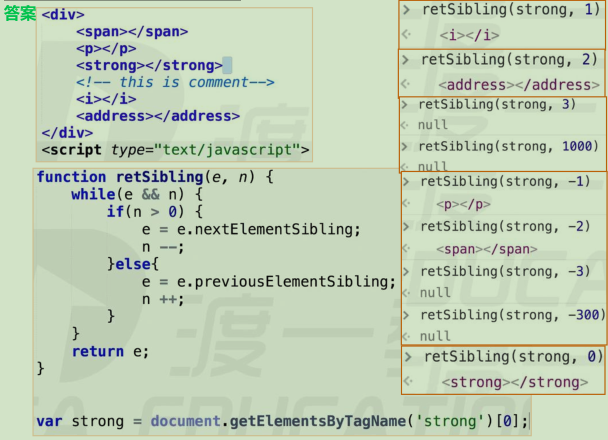 答案
<div>
    <span></span>
    <p></p>
    <strong></strong>
    <!-- this is comment-->
    <i></i>
    <address></address>
</div>
<script type="text/javascript">
function retSibling(e, n) {
    while(e && n) {
        if(n > 0) {
            e = e.nextElementSibling;
            n --;
        }else{
            e = e.previousElementSibling;
            n ++;
        }
    }
    return e;
}
var strong = document.getElementsByTagName('strong')[0];
> retSibling(strong, 1)
<i></i>
> retSibling(strong, 2)
<address></address>
> retSibling(strong, 3)
null
retSibling(strong, 1000)
null
> retSibling(strong, -1)
<p></p>
> retSibling(strong, -2)
<span></span>
> retSibling(strong, -3)
null
> retSibling(strong, -300)
null
> retSibling(strong, 0)
<strong></strong>
渡一
EDUCATION